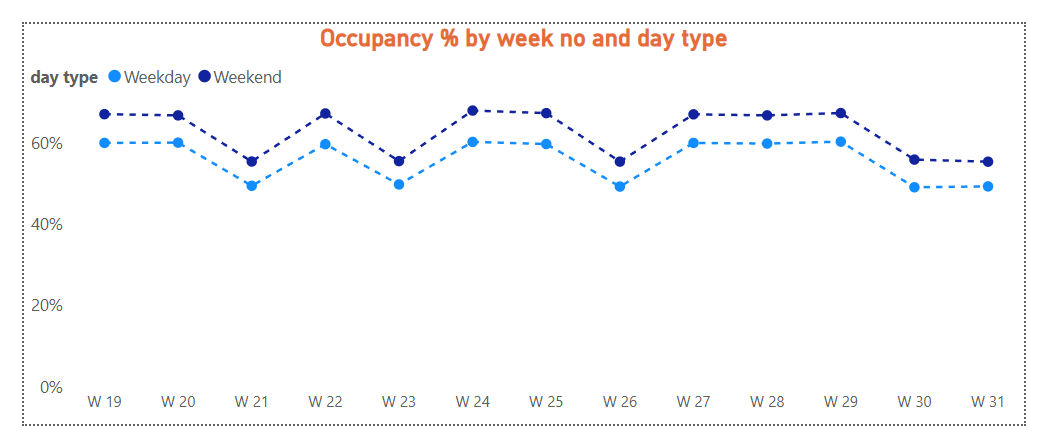 Occupancy % by week no and day type
day type Weekday Weekend
60%
40%
20%
0%
W 19 W 20 W 21 W 22 W 23 W 24 W 25 W 26 W 27 W 28 W 29 W 30 W 31